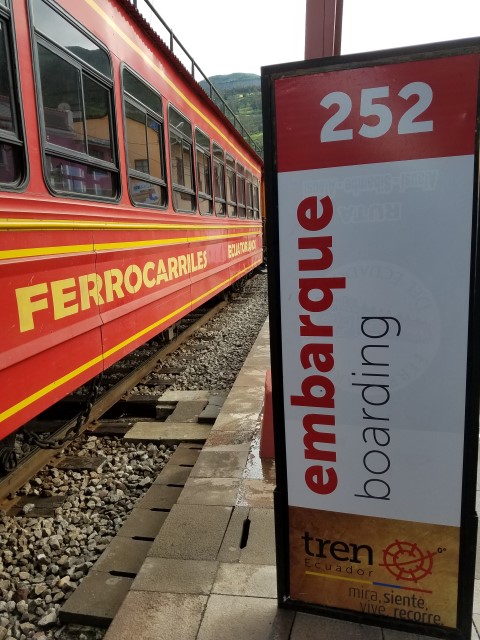 FERROCARRILES
ECUATORIANOS
252
embarque
boarding
tren
Ecuador
mira, siente,
vive, recorre.